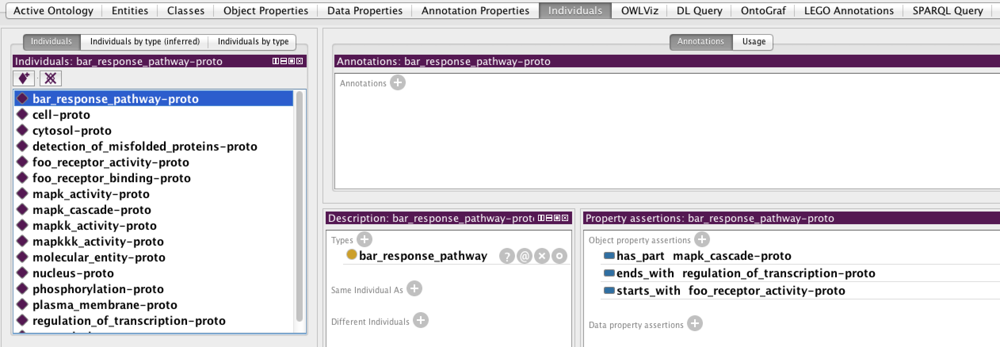 Active Ontology Entities Classes Object Properties Data Properties Annotation Properties Individuals OWLViz DL Query OntoGraf LEGO Annotations SPARQL Query
Individuals Individuals by type (inferred) Individuals by type
Individuals: bar_response_pathway-proto
bar_response_pathway-proto
cell-proto
cytosol-proto
detection_of_misfolded_proteins-proto
foo_receptor_activity-proto
foo_receptor_binding-proto
mapk_activity-proto
mapk_cascade-proto
mapkk_activity-proto
mapkkk_activity-proto
molecular_entity-proto
nucleus-proto
phosphorylation-proto
plasma_membrane-proto
regulation_of_transcription-proto
Annotations Usage
Annotations: bar_response_pathway-proto
Annotations
Description: bar_response_pathway-prot
Types
bar_response_pathway
Same Individual As
Different Individuals
Property assertions: bar_response_pathway-proto
Object property assertions
has_part mapk_cascade-proto
ends_with regulation_of_transcription-proto
starts_with foo_receptor_activity-proto
Data property assertions